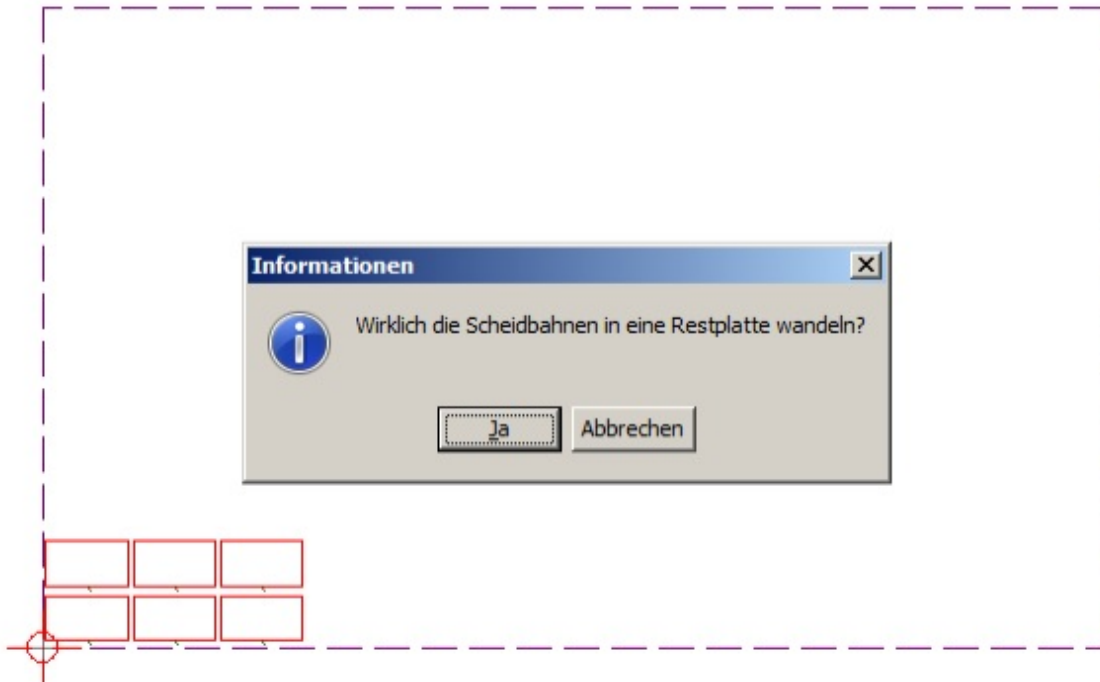 Informationen
Wirklich die Scheidbahnen in eine Restplatte wandeln?
Ja
Abbrechen